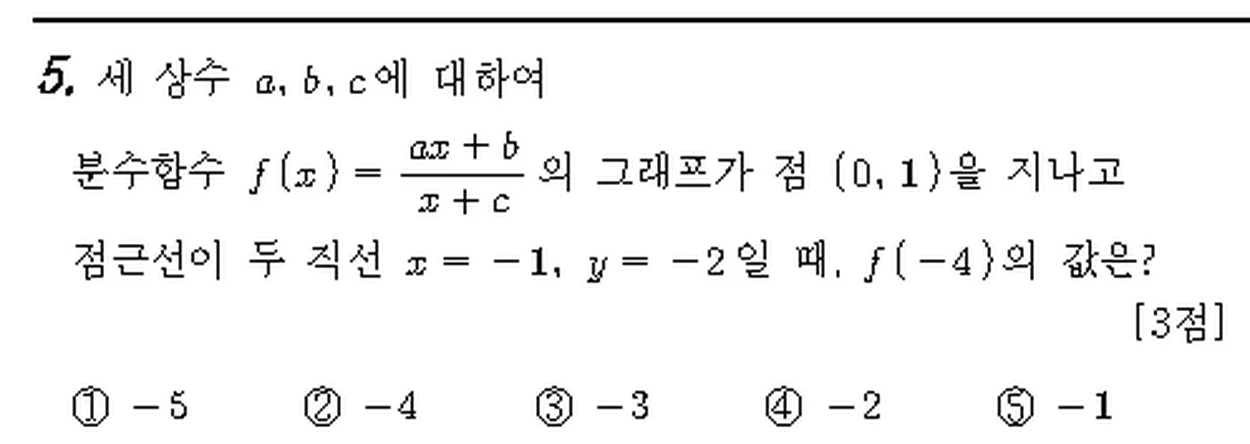 5. 세 상수 a, b, c에 대하여
분수함수 f(x) = \frac{ax+b}{x+c} 의 그래프가 점 (0, 1)을 지나고
점근선이 두 직선 x = -1, y = -2일 때, f(-4)의 값은?
[3점]
① -5 ② -4 ③ -3 ④ -2 ⑤ -1